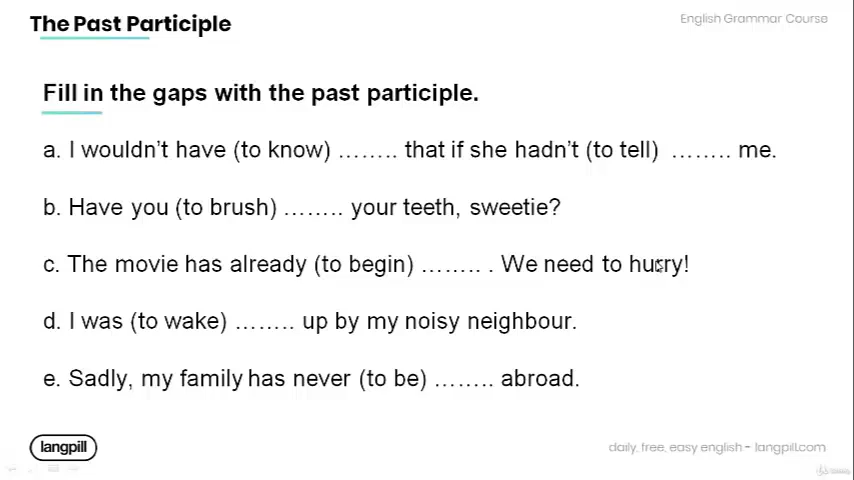 The Past Participle
English Grammar Course
Fill in the gaps with the past participle.
a. I wouldn't have (to know) …….. that if she hadn't (to tell) …….. me.
b. Have you (to brush) …….. your teeth, sweetie?
c. The movie has already (to begin) …….. . We need to hurry!
d. I was (to wake) …….. up by my noisy neighbour.
e. Sadly, my family has never (to be) …….. abroad.
langpill
daily, free, easy english - langpill.com